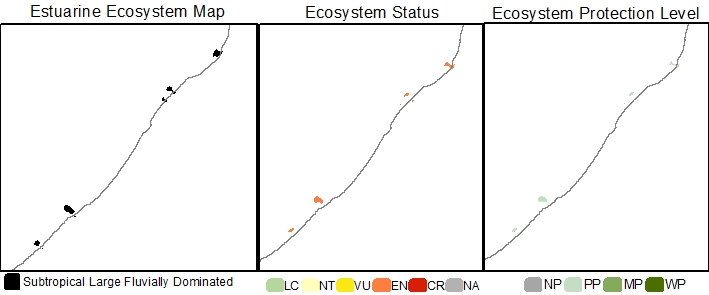 Estuarine Ecosystem Map
Ecosystem Status
Ecosystem Protection Level
Subtropical Large Fluvially Dominated
LC NT VU EN CR NA
NP PP MP WP